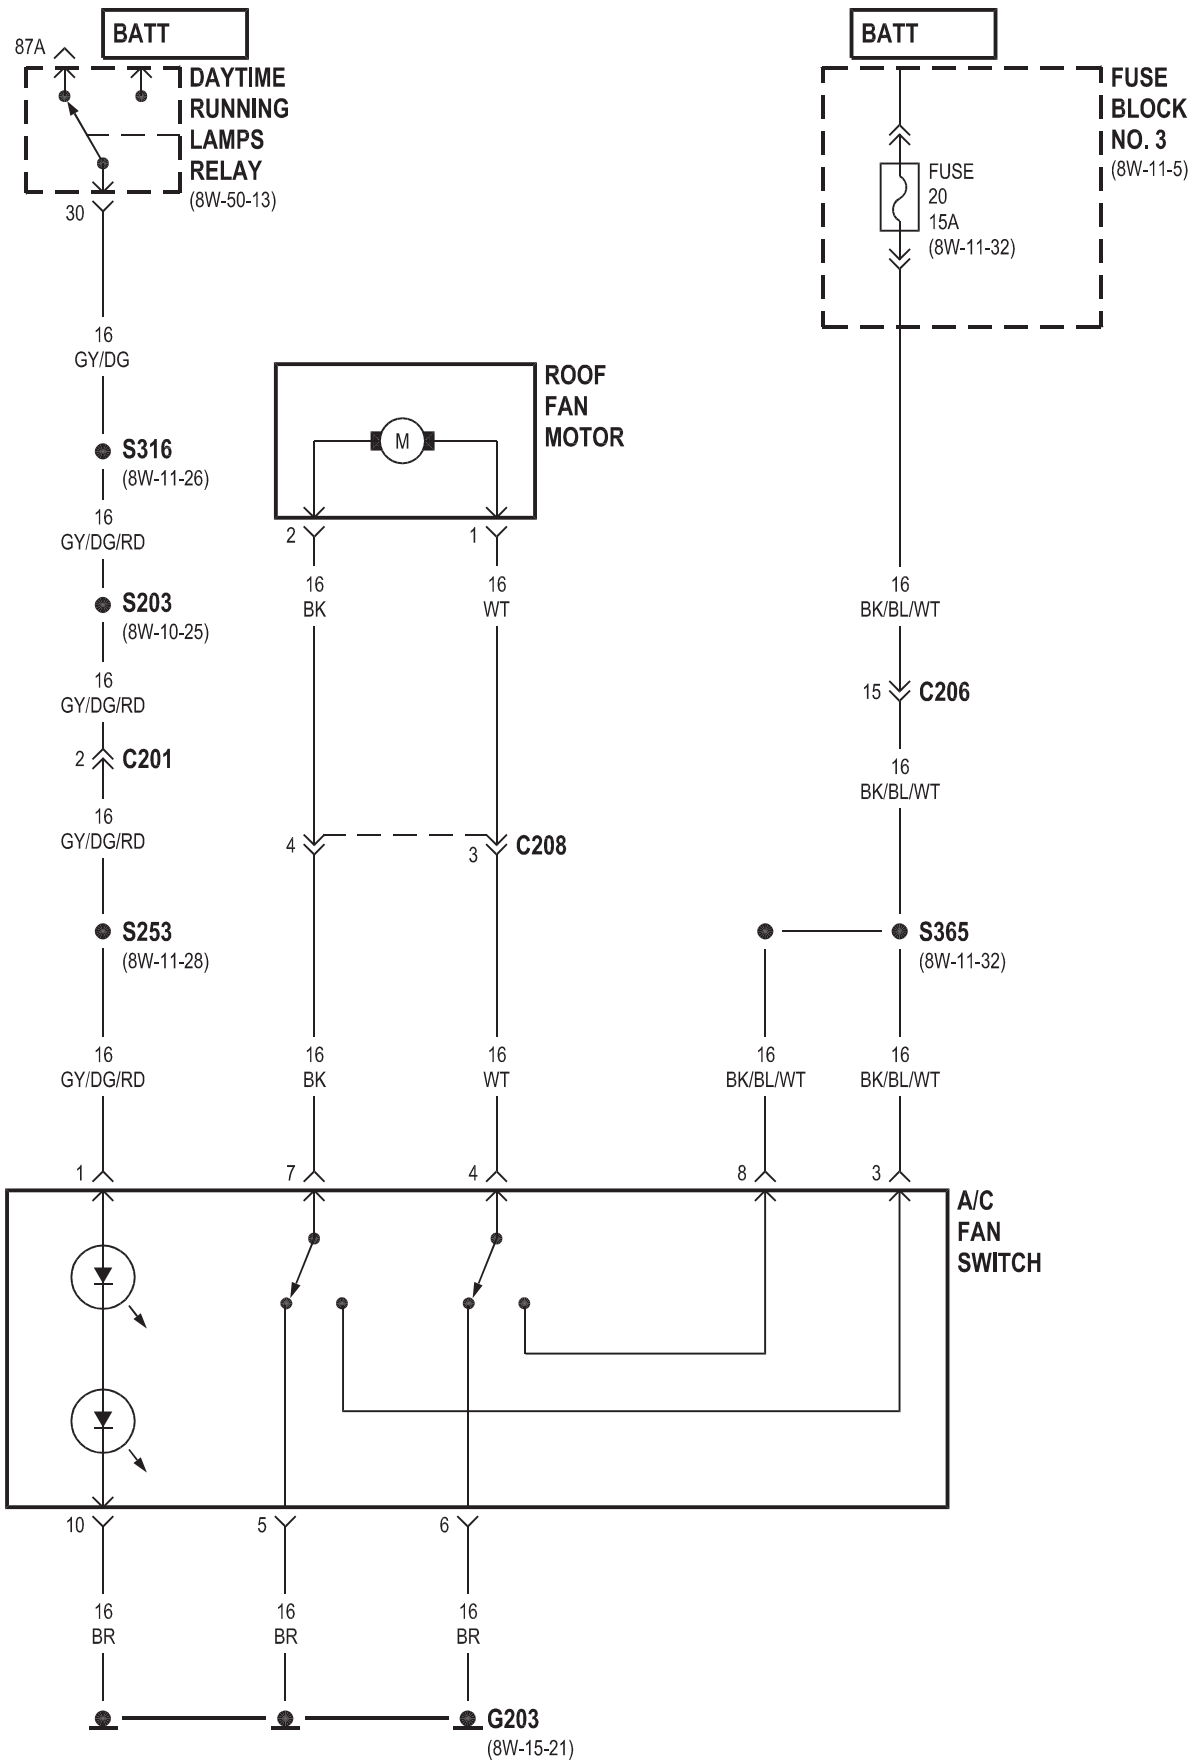 BATT
BATT
87A
DAYTIME
RUNNING
LAMPS
RELAY
(8W-50-13)
30
FUSE
BLOCK
NO. 3
(8W-11-5)
FUSE
20
15A
(8W-11-32)
16
GY/DG
S316
(8W-11-26)
16
GY/DG/RD
S203
(8W-10-25)
16
GY/DG/RD
2
C201
16
GY/DG/RD
S253
(8W-11-28)
16
GY/DG/RD
ROOF
FAN
MOTOR
M
2
1
16
BK
16
WT
4
3
C208
16
BK
16
WT
16
BK/BL/WT
15
C206
16
BK/BL/WT
S365
(8W-11-32)
16
BK/BL/WT
16
BK/BL/WT
1
7
4
8
3
A/C
FAN
SWITCH
10
5
6
16
BR
16
BR
16
BR
G203
(8W-15-21)